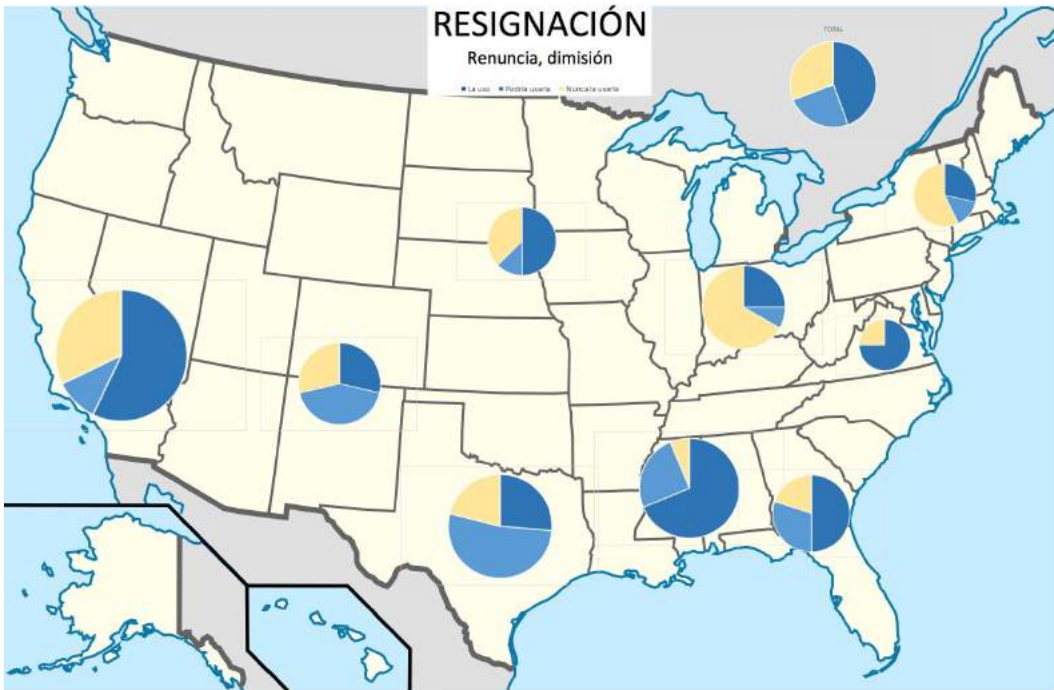 RESIGNACIÓN
Renuncia, dimisión
La uso Podría usarla Nunca la usaría
TOTAL